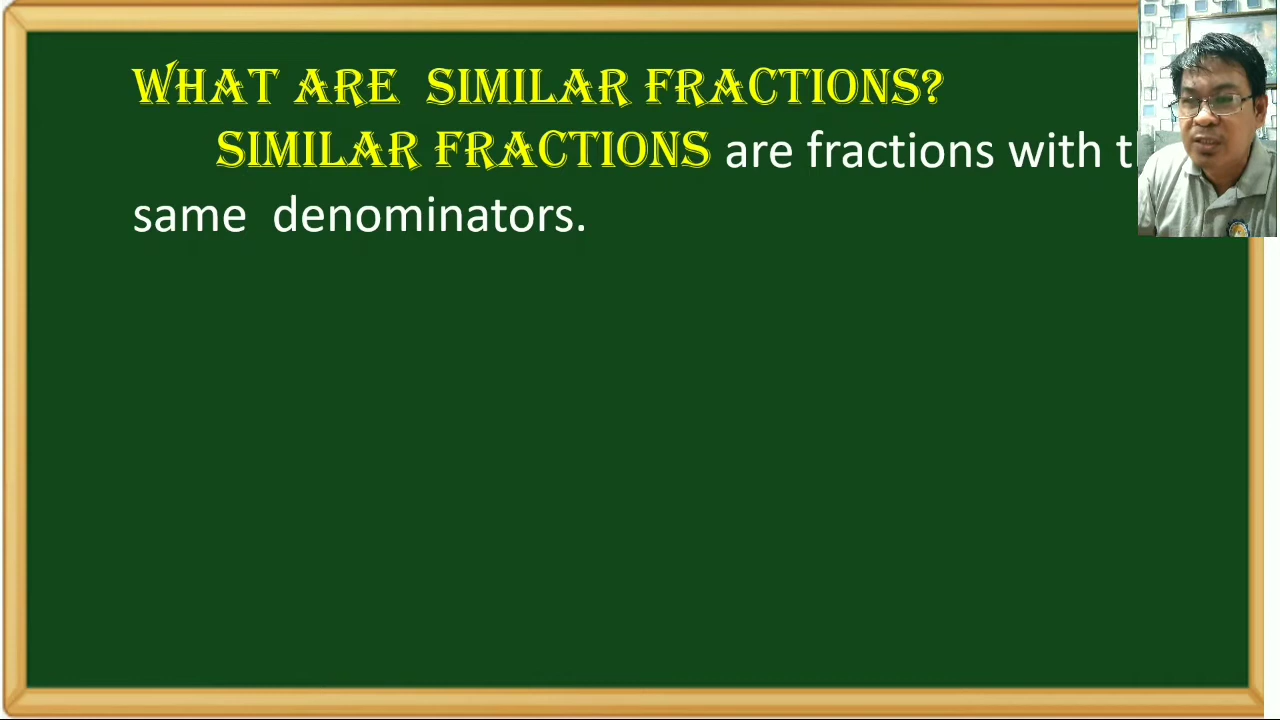 WHAT ARE SIMILAR FRACTIONS?
SIMILAR FRACTIONS are fractions with
same denominators.